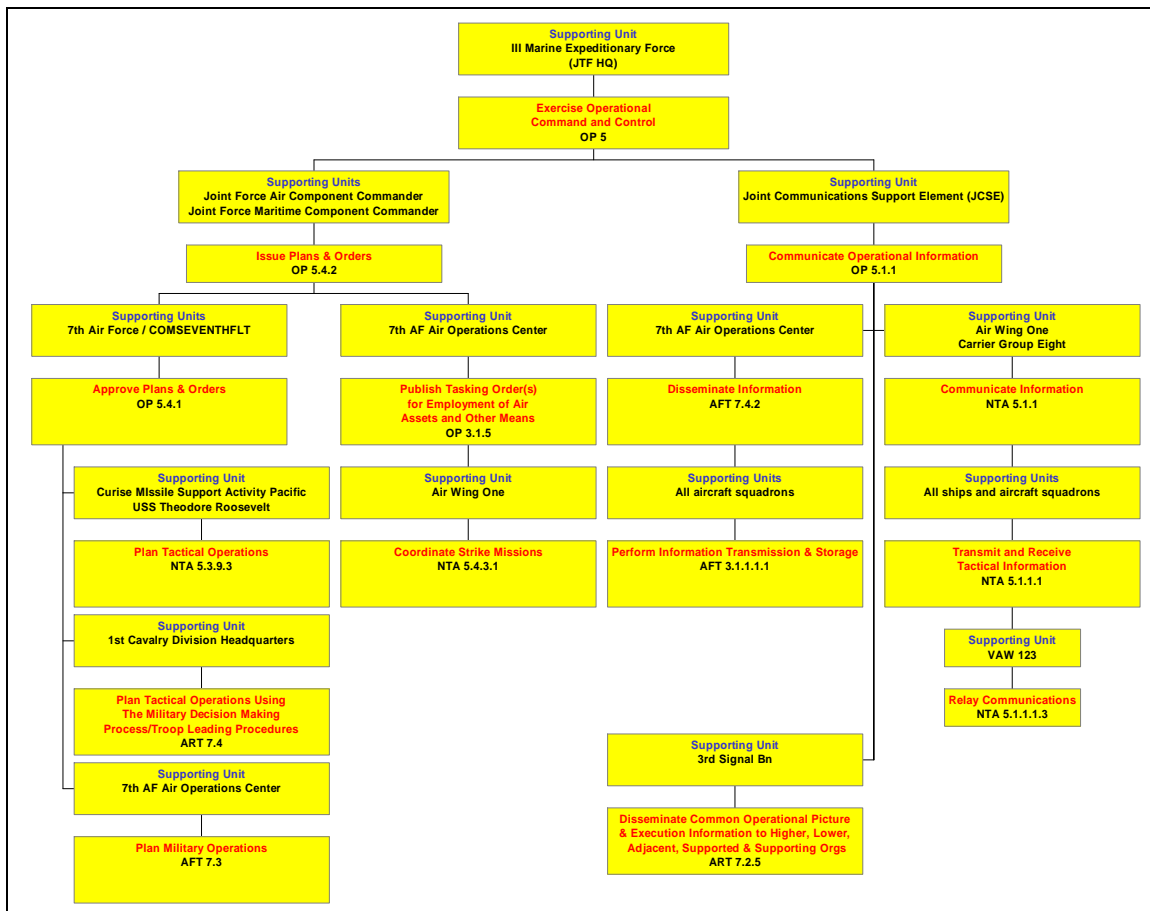 Supporting Unit
III Marine Expeditionary Force
(JTF HQ)
Exercise Operational
Command and Control
OP 5
Supporting Units
Joint Force Air Component Commander
Joint Force Maritime Component Commander
Supporting Unit
Joint Communications Support Element (JCSE)
Issue Plans & Orders
OP 5.4.2
Communicate Operational Information
OP 5.1.1
Supporting Units
7th Air Force / COMSEVENTHFLT
Supporting Unit
7th AF Air Operations Center
Supporting Unit
7th AF Air Operations Center
Supporting Unit
Air Wing One
Carrier Group Eight
Approve Plans & Orders
OP 5.4.1
Publish Tasking Order(s)
for Employment of Air
Assets and Other Means
OP 3.1.5
Disseminate Information
AFT 7.4.2
Communicate Information
NTA 5.1.1
Supporting Unit
Curise MIssile Support Activity Pacific
USS Theodore Roosevelt
Supporting Unit
Air Wing One
Supporting Units
All aircraft squadrons
Supporting Units
All ships and aircraft squadrons
Plan Tactical Operations
NTA 5.3.9.3
Coordinate Strike Missions
NTA 5.4.3.1
Perform Information Transmission & Storage
AFT 3.1.1.1.1
Transmit and Receive
Tactical Information
NTA 5.1.1.1
Supporting Unit
1st Cavalry Division Headquarters
Supporting Unit
VAW 123
Plan Tactical Operations Using
The Military Decision Making
Process/Troop Leading Procedures
ART 7.4
Relay Communications
NTA 5.1.1.1.3
Supporting Unit
3rd Signal Bn
Supporting Unit
7th AF Air Operations Center
Disseminate Common Operational Picture
& Execution Information to Higher, Lower,
Adjacent, Supported & Supporting Orgs
ART 7.2.5
Plan Military Operations
AFT 7.3